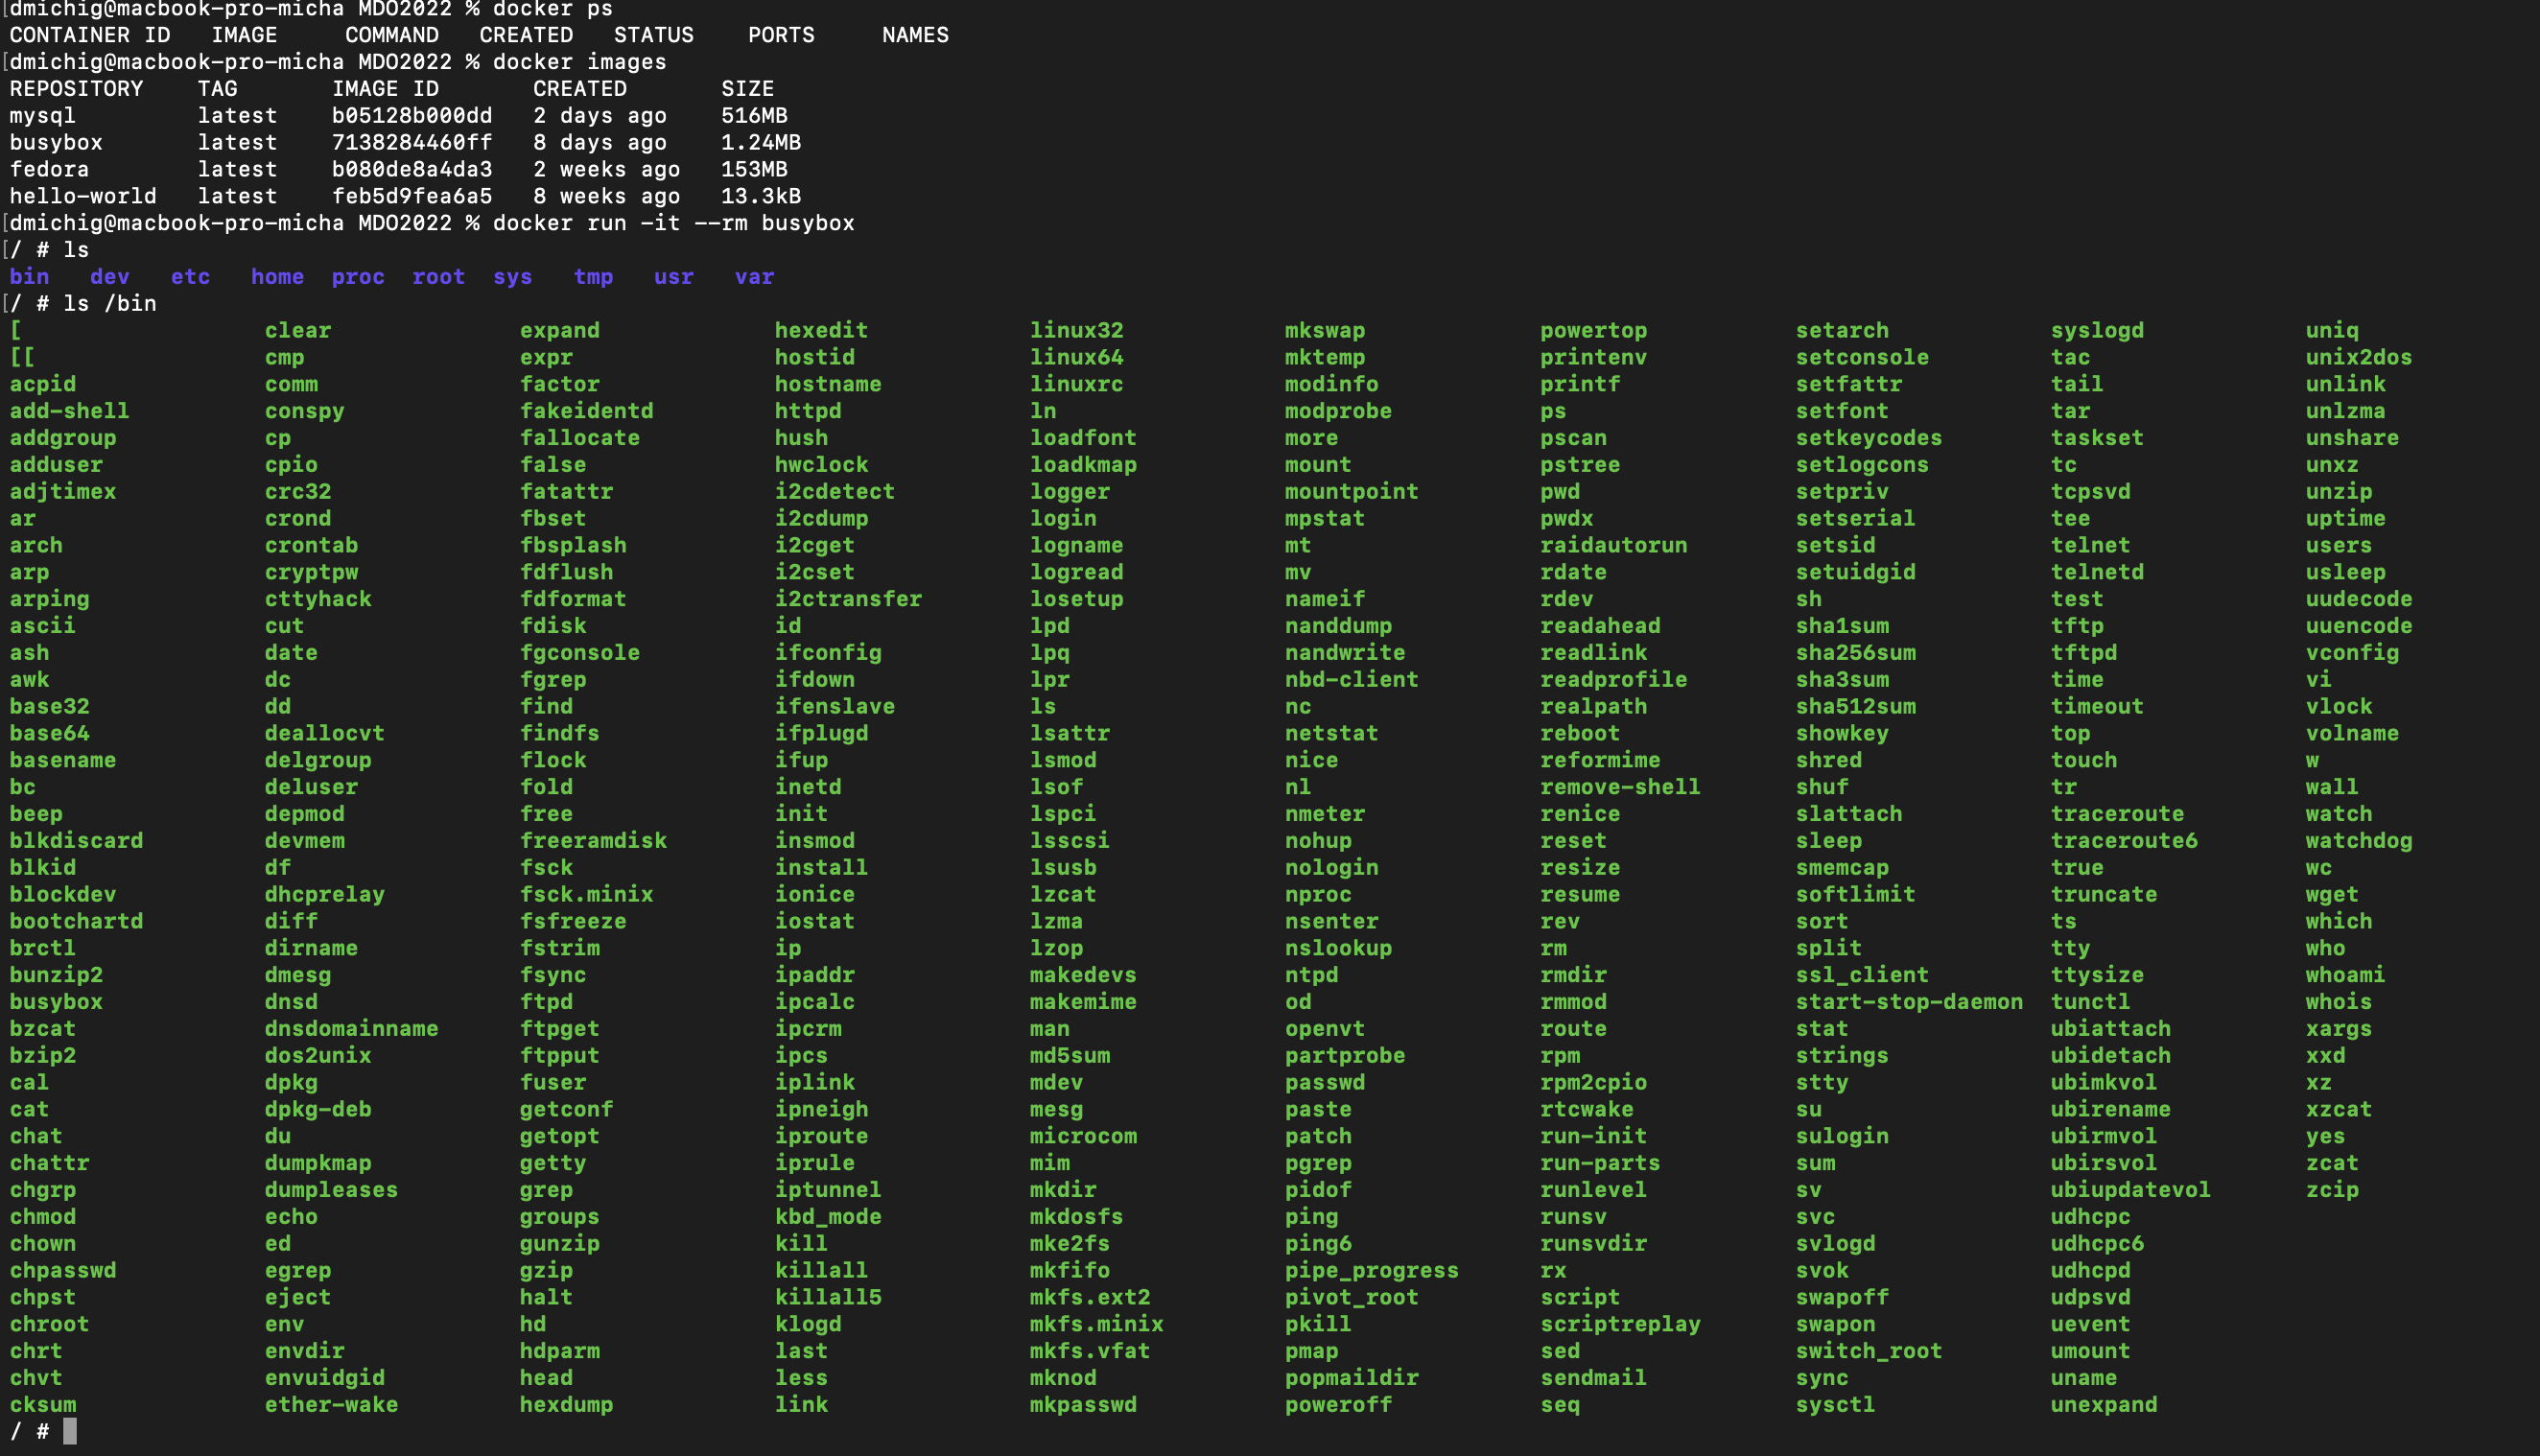 [dmichig@macbook-pro-micha MDO2022 % docker ps
CONTAINER ID   IMAGE     COMMAND   CREATED   STATUS    PORTS     NAMES
[dmichig@macbook-pro-micha MDO2022 % docker images
REPOSITORY    TAG       IMAGE ID       CREATED       SIZE
mysql         latest    b05128b000dd   2 days ago    516MB
busybox       latest    7138284460ff   8 days ago    1.24MB
fedora        latest    b080de8a4da3   2 weeks ago   153MB
hello-world   latest    feb5d9fea6a5   8 weeks ago   13.3kB
[dmichig@macbook-pro-micha MDO2022 % docker run -it --rm busybox
[/ # ls
bin   dev   etc   home  proc  root  sys   tmp   usr   var
[/ # ls /bin
[ clear expand hexedit linux32 mkswap powertop setarch syslogd uniq
[[ cmp expr hostid linux64 mktemp printenv setconsole tac unix2dos
acpid comm factor hostname linuxrc modinfo printf setfattr tail unlink
add-shell conspy fakeidentd httpd ln modprobe ps setfont tar unlzma
addgroup cp fallocate hush loadfont more pscan setkeycodes taskset unshare
adduser cpio false hwclock loadkmap mount pstree setlogcons tc unxz
adjtimex crc32 fatattr i2cdetect logger mountpoint pwd setpriv tcpsvd unzip
ar crond fbset i2cdump login mpstat pwdx setserial tee uptime
arch crontab fbsplash i2cget logname mt raidautorun setsid telnet users
arp cryptpw fdflush i2cset logread mv rdate setuidgid telnetd usleep
arping cttyhack fdformat i2ctransfer losetup nameif rdev sh test uudecode
ascii cut fdisk id lpd nanddump readahead sha1sum tftp uuencode
ash date fgconsole ifconfig lpq nandwrite readlink sha256sum tftpd vconfig
awk dc fgrep ifdown lpr nbd-client readprofile sha3sum time vi
base32 dd find ifenslave ls nc realpath sha512sum timeout vlock
base64 deallocvt findfs ifplugd lsattr netstat reboot showkey top volname
basename delgroup flock ifup lsmod nice reformime shred touch w
bc deluser fold inetd lsof nl remove-shell shuf tr wall
beep depmod free init lspci nmeter renice slattach traceroute watch
blkdiscard devmem freeramdisk insmod lsscsi nohup reset sleep traceroute6 watchdog
blkid df fsck install lsusb nologin resize smemcap true wc
blockdev dhcprelay fsck.minix ionice lzcat nproc resume softlimit truncate wget
bootchartd diff fsfreeze iostat lzma nsenter rev sort ts which
brctl dirname fstrim ip lzop nslookup rm split tty who
bunzip2 dmesg fsync ipaddr makedevs ntpd rmdir ssl_client ttysize whoami
busybox dnsd ftpd ipcalc makemime od rmmod start-stop-daemon tunctl whois
bzcat dnsdomainname ftpget ipcrm man openvt route stat ubiattach xargs
bzip2 dos2unix ftpput ipcs md5sum partprobe rpm strings ubidetach xxd
cal dpkg fuser iplink mdev passwd rpm2cpio stty ubimkvol xz
cat dpkg-deb getconf ipneigh mesg paste rtcwake su ubirename xzcat
chat du getopt iproute microcom patch run-init sulogin ubirmvol yes
chattr dumpkmap getty iprule mim pgrep run-parts sum ubirsvol zcat
chgrp dumpleases grep iptunnel mkdir pidof runlevel sv ubiupdatevol zcip
chmod echo groups kbd_mode mkdosfs ping runsv svc udhcpc
chown ed gunzip kill mke2fs ping6 runsvdir svlogd udhcpc6
chpasswd egrep gzip killall mkfifo pipe_progress rx svok udhcpd
chpst eject halt killall5 mkfs.ext2 pivot_root script swapoff udpsvd
chroot env hd klogd mkfs.minix pkill scriptreplay swapon uevent
chrt envdir hdparm last mkfs.vfat pmap sed switch_root umount
chvt envuidgid head less mknod popmaildir sendmail sync uname
cksum ether-wake hexdump link mkpasswd poweroff seq sysctl unexpand
/ #